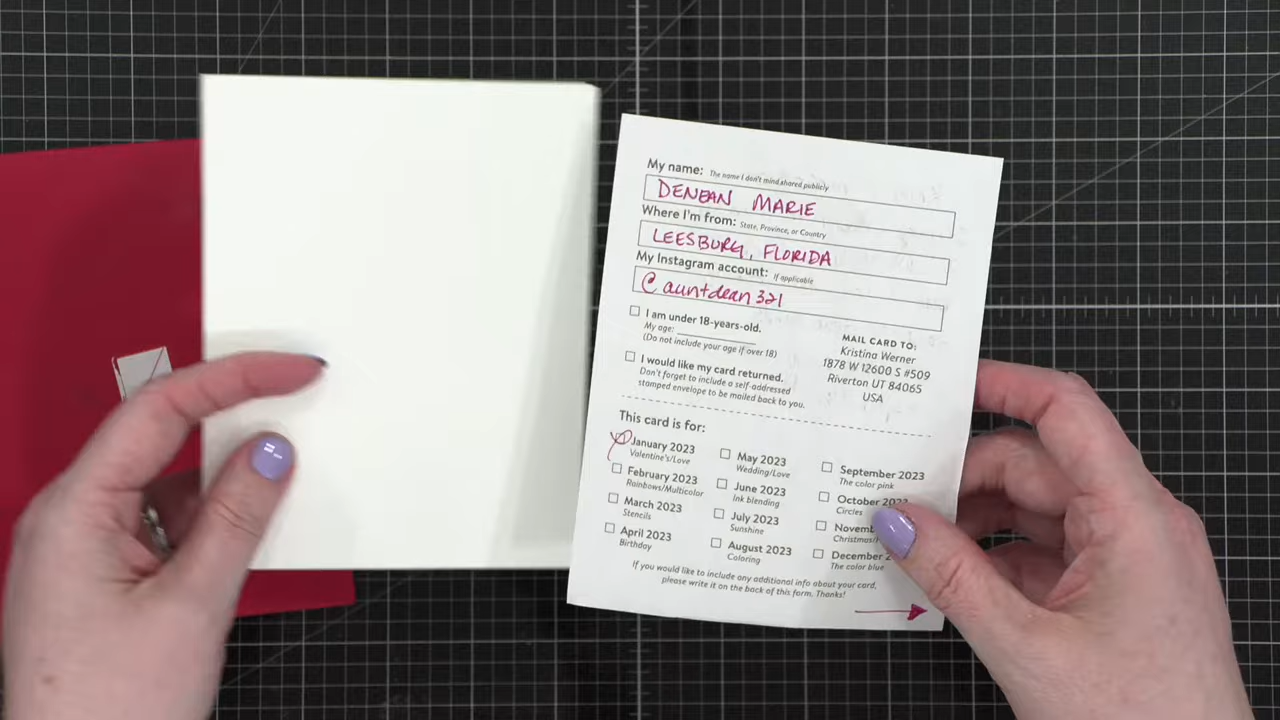 My name: The name I don't mind shared publicly
DENEAN MARIE
Where I'm from: State, Province, or Country
LEESBURG, FLORIDA
My Instagram account: If applicable
@auntdean321
I am under 18-years-old.
My age:
(Do not include your age if over 18)
I would like my card returned.
Don't forget to include a self-addressed
stamped envelope to be mailed back to you.
MAIL CARD TO:
Kristina Werner
1878 W 12600 S #509
Riverton UT 84065
USA
This card is for:
January 2023
Valentine's/Love
February 2023
Rainbows/Multicolor
March 2023
Stencils
April 2023
Birthday
May 2023
Wedding/Love
June 2023
Ink blending
July 2023
Sunshine
August 2023
Coloring
September 2023
The color pink
October 2023
Circles
Novemb
Christmas/
December 2
The color blue
If you would like to include any additional info about your card,
please write it on the back of this form. Thanks!